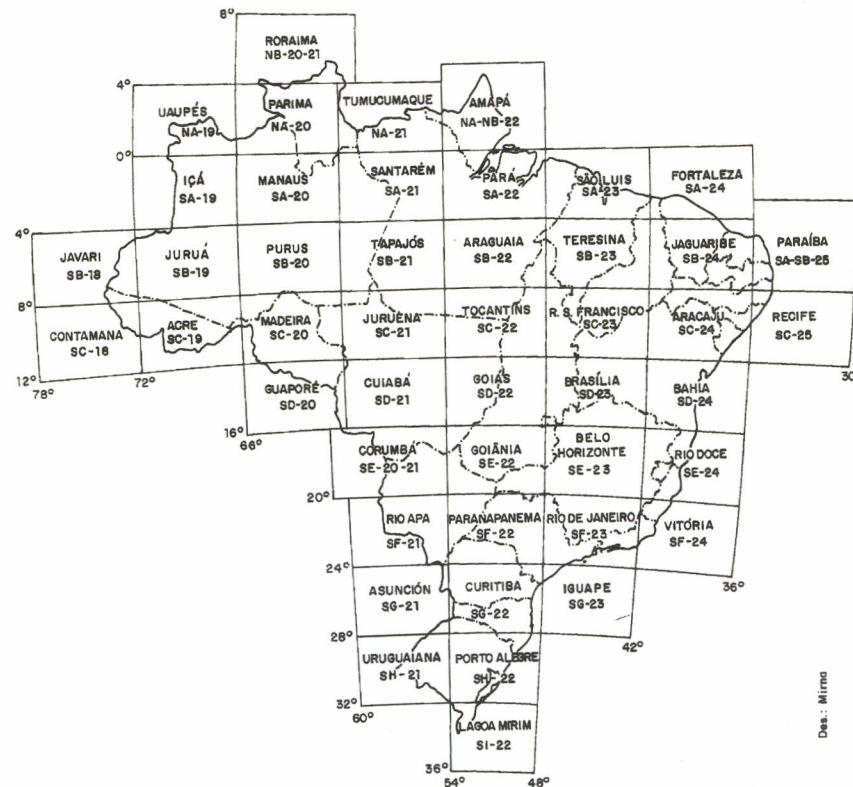 8°
RORAIMA
NB-20-21
4°
UAUPÉS
NA-19
PARIMA
NA-20
TUMUCUMAQUE
NA-21
AMAPÁ
NA-NB-22
0°
IÇÁ
SA-19
MANAUS
SA-20
SANTARÉM
SA-21
PARÁ
SA-22
SÃO LUIS
SA-23
FORTALEZA
SA-24
4°
JAVARI
SB-18
JURUÁ
SB-19
PURUS
SB-20
TAPAJÓS
SB-21
ARAGUAIA
SB-22
TERESINA
SB-23
JAGUARIBE
SB-24
PARAÍBA
SA-SB-25
8°
CONTAMANA
SC-18
ACRE
SC-19
MADEIRA
SC-20
JURUENA
SC-21
TOCANTINS
SC-22
R. S. FRANCISCO
SC-23
ARACAJU
SC-24
RECIFE
SC-25
12°
78°
72°
30
GUAPORÉ
SD-20
CUIABÁ
SD-21
GOIÁS
SD-22
BRASÍLIA
SD-23
BAHIA
SD-24
16°
66°
CORUMBÁ
SE-20-21
GOIÂNIA
SE-22
BELO
HORIZONTE
SE-23
RIO DOCE
SE-24
20°
RIO APA
SF-21
PARANAPANEMA
SF-22
RIO DE JANEIRO
SF-23
VITÓRIA
SF-24
24°
36°
ASUNCIÓN
SG-21
CURITIBA
SG-22
IGUAPE
SG-23
28°
42°
URUGUAIANA
SH-21
PORTO ALEGRE
SH-22
32°
60°
LAGOA MIRIM
SI-22
36°
54°
48°
Des.: Mirna